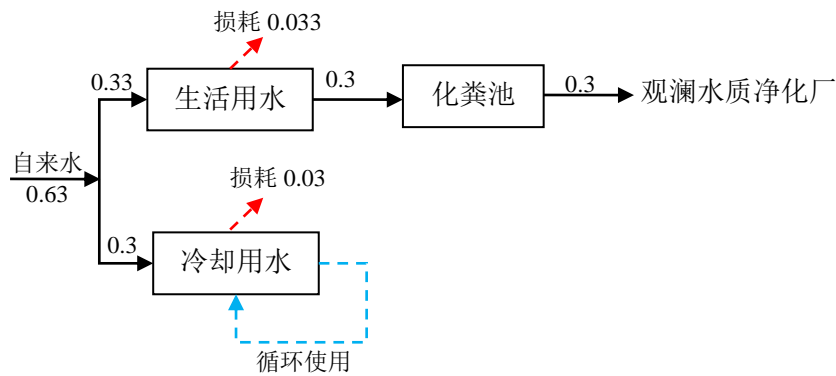 损耗 0.033
0.33
生活用水
0.3
化粪池
0.3
观澜水质净化厂
自来水
0.63
损耗 0.03
0.3
冷却用水
循环使用